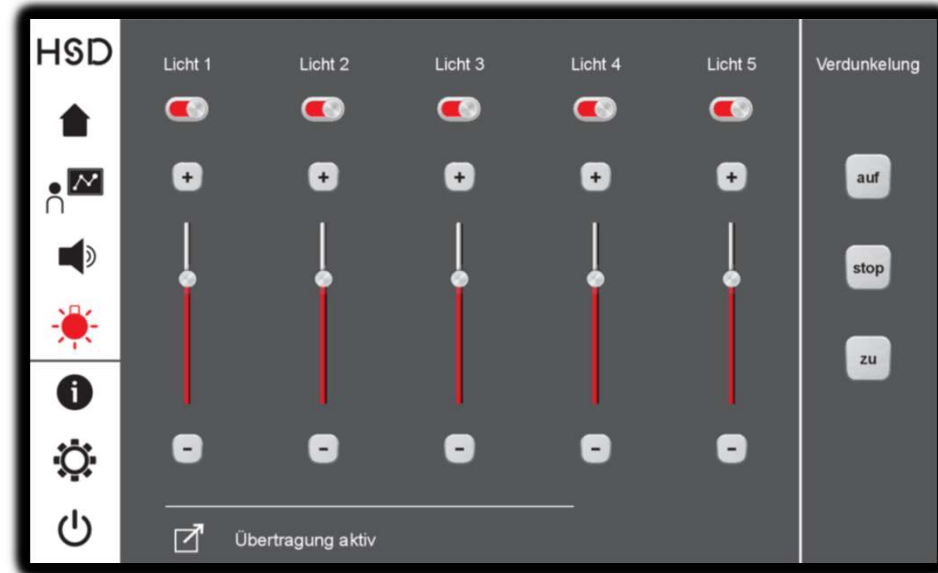 HSD
Licht 1
Licht 2
Licht 3
Licht 4
Licht 5
Verdunkelung
+
+
+
+
+
auf
stop
zu
i
-
-
-
-
-
Übertragung aktiv